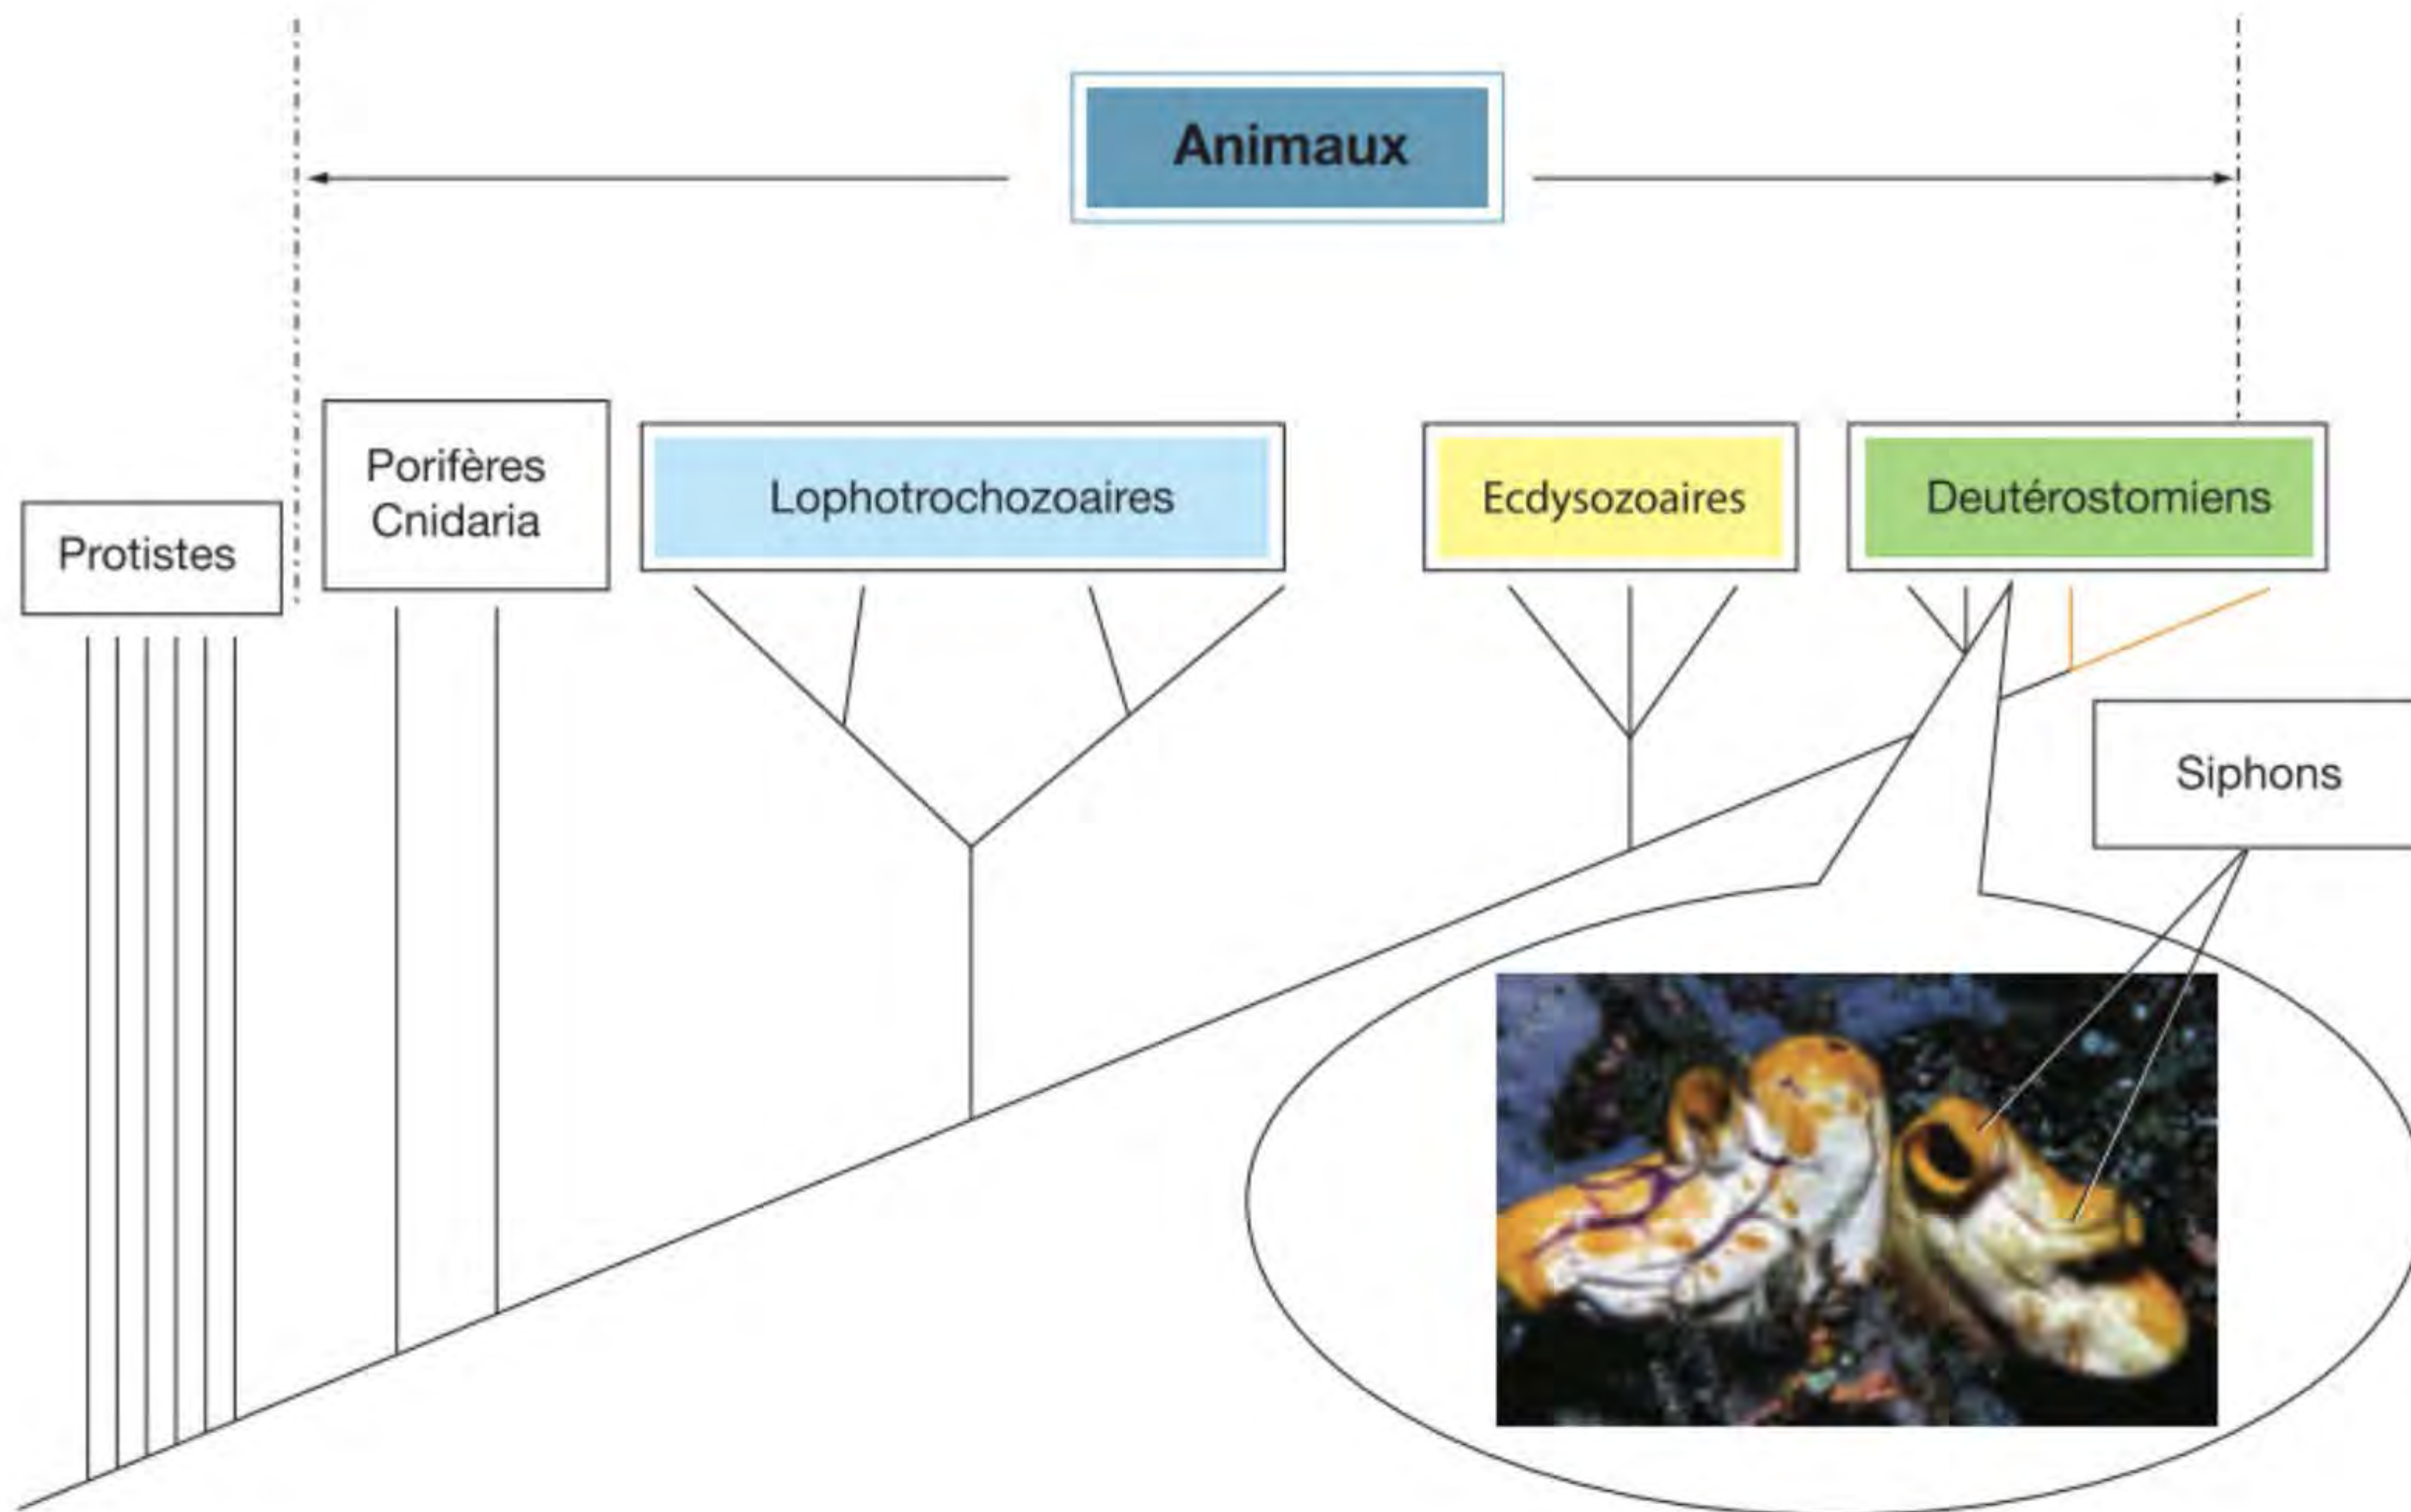 Animaux
Porifères
Cnidaria
Lophotrochozoaires
Ecdysozoaires
Deutérostomiens
Protistes
Siphons